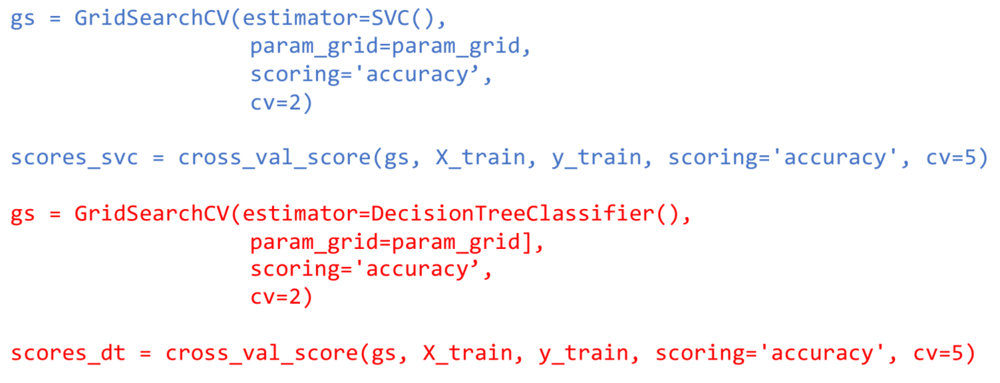 gs = GridSearchCV(estimator=SVC(),
param_grid=param_grid,
scoring='accuracy’,
cv=2)
scores_svc = cross_val_score(gs, X_train, y_train, scoring='accuracy', cv=5)
gs = GridSearchCV(estimator=DecisionTreeClassifier(),
param_grid=param_grid],
scoring='accuracy’,
cv=2)
scores_dt = cross_val_score(gs, X_train, y_train, scoring='accuracy', cv=5)